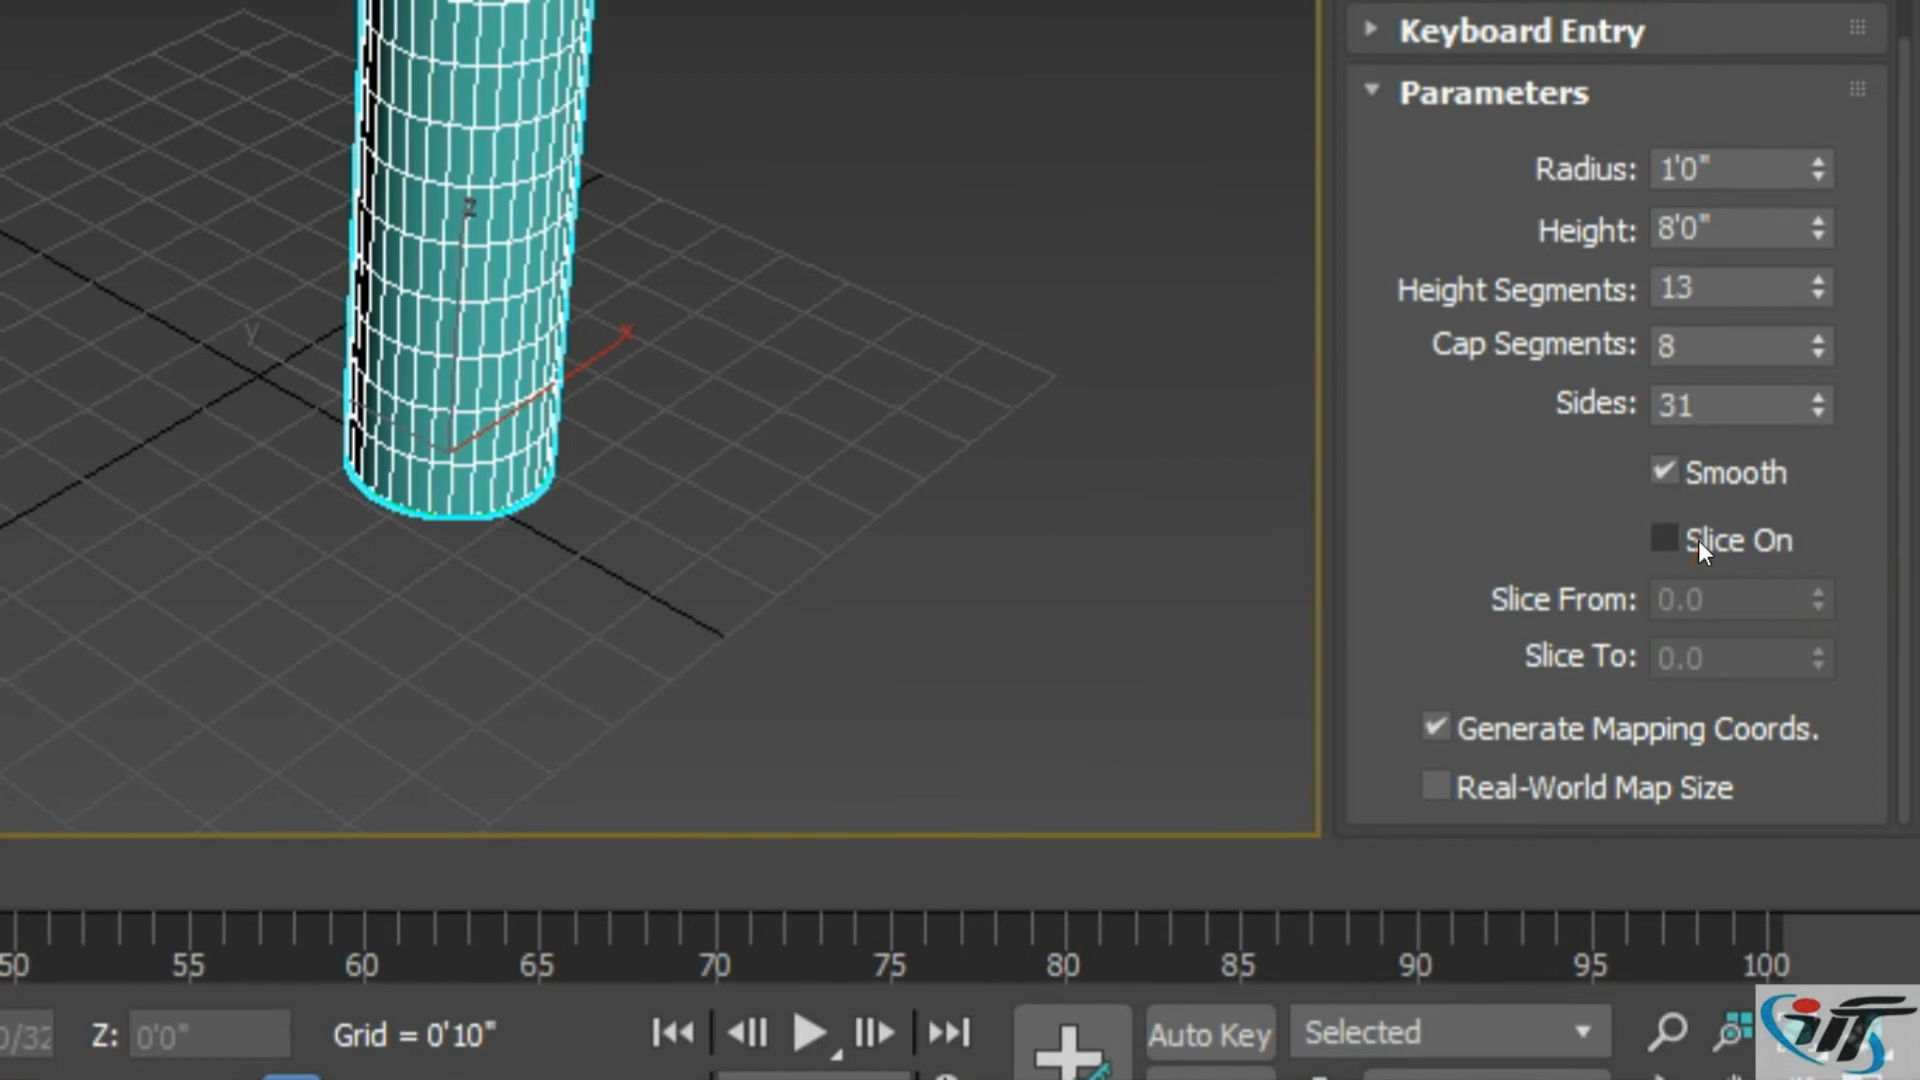 Keyboard Entry
Parameters
Radius: 1'0"
Height: 8'0"
Height Segments: 13
Cap Segments: 8
Sides: 31
Smooth
Slice On
Slice From: 0.0
Slice To: 0.0
Generate Mapping Coords.
Real-World Map Size
z
y
x
50 55 60 65 70 75 80 85 90 95 100
0/32 Z: 0'0" Grid = 0'10" Auto Key Selected